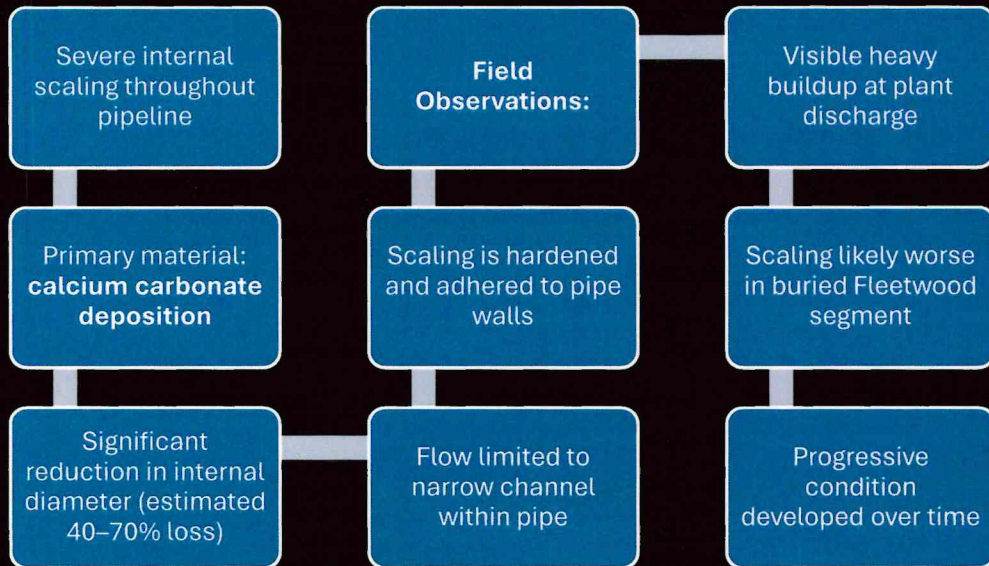 Severe internal
scaling throughout
pipeline
Primary material:
calcium carbonate
deposition
Significant
reduction in internal
diameter (estimated
40–70% loss)
Flow limited to
narrow channel
within pipe
Scaling is hardened
and adhered to pipe
walls
Field
Observations:
Visible heavy
buildup at plant
discharge
Scaling likely worse
in buried Fleetwood
segment
Progressive
condition
developed over time